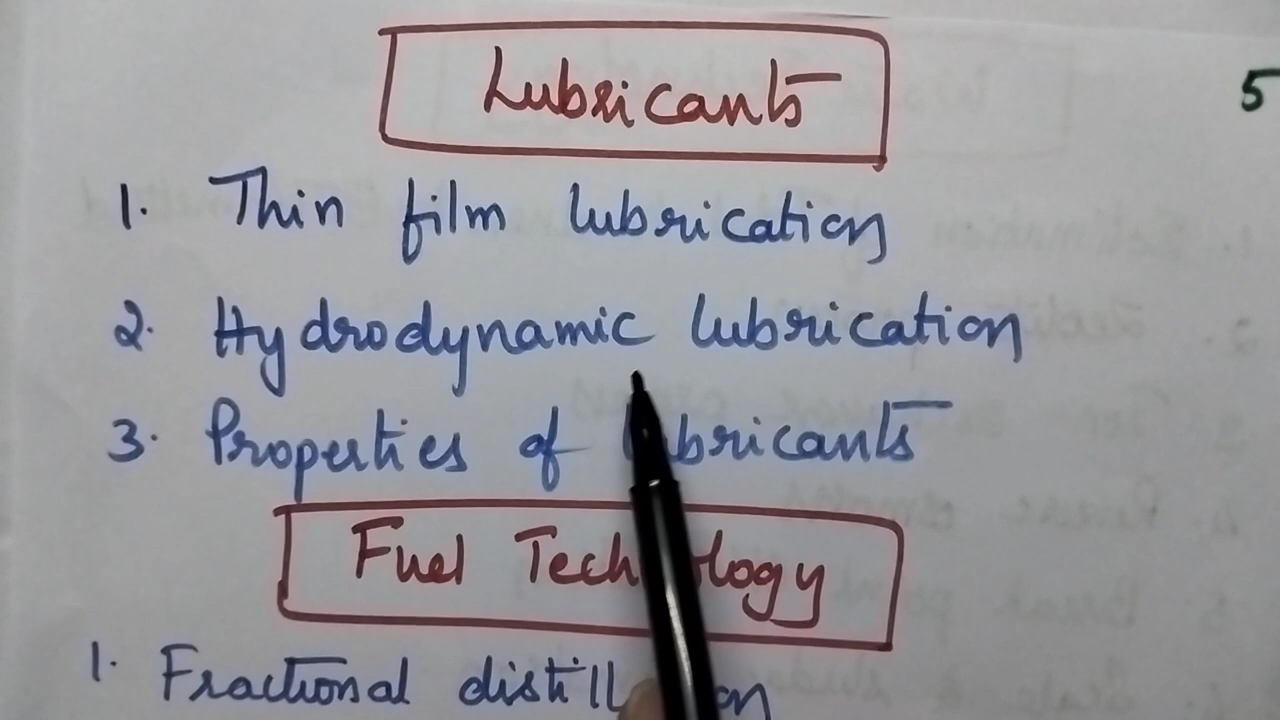 Lubricants
5
1. Thin film lubrication
2. Hydrodynamic lubrication
3. Properties of lubricants
Fuel Technology
1. Fractional distillation